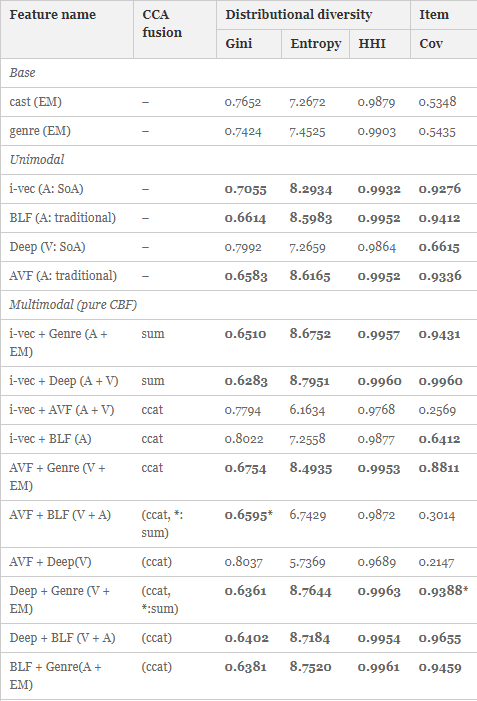 Feature name CCA fusion Distributional diversity Item
Gini Entropy HHI Cov
Base
cast (EM) – 0.7652 7.2672 0.9879 0.5348
genre (EM) – 0.7424 7.4525 0.9903 0.5435
Unimodal
i-vec (A: SoA) – 0.7055 8.2934 0.9932 0.9276
BLF (A: traditional) – 0.6614 8.5983 0.9952 0.9412
Deep (V: SoA) – 0.7992 7.2659 0.9864 0.6615
AVF (A: traditional) – 0.6583 8.6165 0.9952 0.9336
Multimodal (pure CBF)
i-vec + Genre (A + EM) sum 0.6510 8.6752 0.9957 0.9431
i-vec + Deep (A + V) sum 0.6283 8.7951 0.9960 0.9960
i-vec + AVF (A + V) ccat 0.7794 6.1634 0.9768 0.2569
i-vec + BLF (A) ccat 0.8022 7.2558 0.9877 0.6412
AVF + Genre (V + EM) ccat 0.6754 8.4935 0.9953 0.8811
AVF + BLF (V + A) (ccat, *: sum) 0.6595* 6.7429 0.9872 0.3014
AVF + Deep(V) (ccat) 0.8037 5.7369 0.9689 0.2147
Deep + Genre (V + EM) (ccat, *:sum) 0.6361 8.7644 0.9963 0.9388*
Deep + BLF (V + A) (ccat) 0.6402 8.7184 0.9954 0.9655
BLF + Genre(A + EM) (ccat) 0.6381 8.7520 0.9961 0.9459